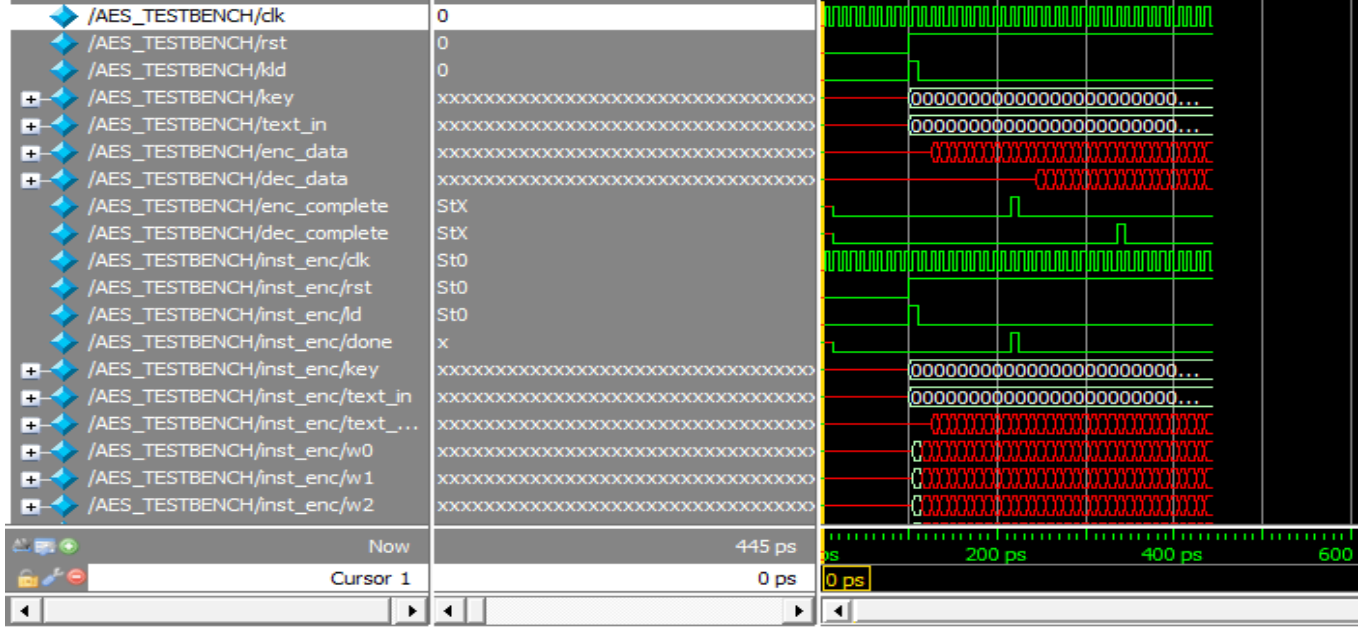 /AES_TESTBENCH/clk 0
/AES_TESTBENCH/rst 0
/AES_TESTBENCH/kld 0
/AES_TESTBENCH/key xxxxxxxxxxxxxxxxxxxxxxxxxxxxxxxx 000000000000000000000000...
/AES_TESTBENCH/text_in xxxxxxxxxxxxxxxxxxxxxxxxxxxxxxxx 000000000000000000000000...
/AES_TESTBENCH/enc_data xxxxxxxxxxxxxxxxxxxxxxxxxxxxxxxx
/AES_TESTBENCH/dec_data xxxxxxxxxxxxxxxxxxxxxxxxxxxxxxxx
/AES_TESTBENCH/enc_complete StX
/AES_TESTBENCH/dec_complete StX
/AES_TESTBENCH/inst_enc/clk St0
/AES_TESTBENCH/inst_enc/rst St0
/AES_TESTBENCH/inst_enc/ld St0
/AES_TESTBENCH/inst_enc/done x
/AES_TESTBENCH/inst_enc/key xxxxxxxxxxxxxxxxxxxxxxxxxxxxxxxx 000000000000000000000000...
/AES_TESTBENCH/inst_enc/text_in xxxxxxxxxxxxxxxxxxxxxxxxxxxxxxxx 000000000000000000000000...
/AES_TESTBENCH/inst_enc/text_... xxxxxxxxxxxxxxxxxxxxxxxxxxxxxxxx
/AES_TESTBENCH/inst_enc/w0 xxxxxxxxxxxxxxxxxxxxxxxxxxxxxxxx
/AES_TESTBENCH/inst_enc/w1 xxxxxxxxxxxxxxxxxxxxxxxxxxxxxxxx
/AES_TESTBENCH/inst_enc/w2 xxxxxxxxxxxxxxxxxxxxxxxxxxxxxxxx
Now 445 ps ps 200 ps 400 ps 600
Cursor 1 0 ps 0 ps